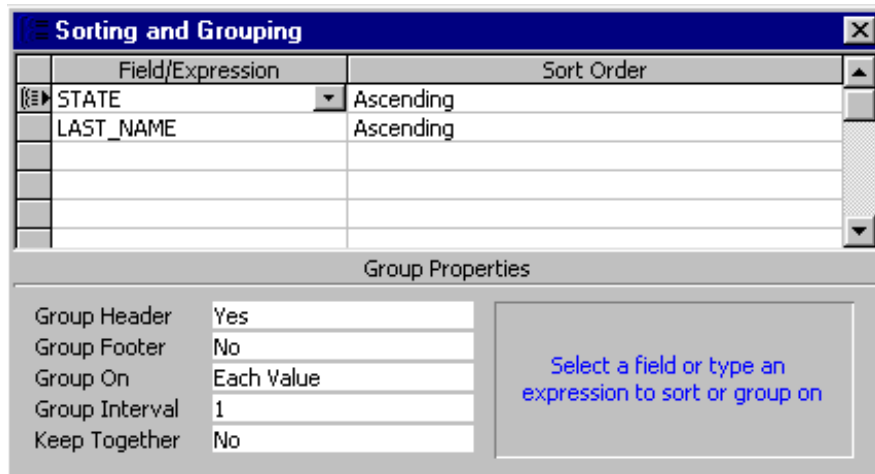 Sorting and Grouping
Field/Expression Sort Order
STATE Ascending
LAST_NAME Ascending
Group Properties
Group Header Yes
Group Footer No
Group On Each Value
Group Interval 1
Keep Together No
Select a field or type an
expression to sort or group on